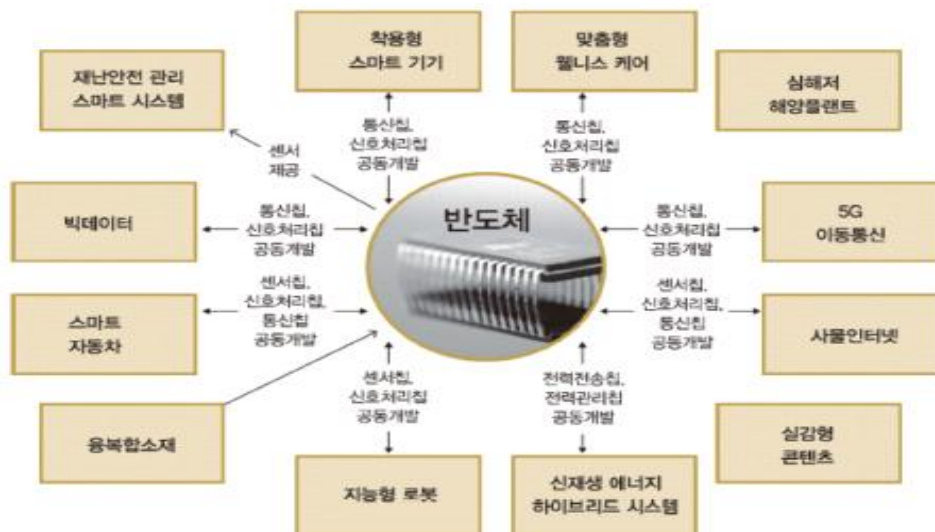 착용형
스마트 기기
맞춤형
웰니스 케어
재난안전 관리
스마트 시스템
심해저
해양플랜트
통신칩,
신호처리칩
공동개발
통신칩,
신호처리칩
공동개발
센서
제공
반도체
빅데이터
통신칩,
신호처리칩
공동개발
통신칩,
신호처리칩
공동개발
5G
이동통신
스마트
자동차
센서칩,
신호처리칩,
통신칩
공동개발
센서칩,
신호처리칩,
통신칩
공동개발
사물인터넷
융복합소재
센서칩,
신호처리칩
공동개발
전력전송칩,
전력관리칩
공동개발
실감형
콘텐츠
지능형 로봇
신재생 에너지
하이브리드 시스템